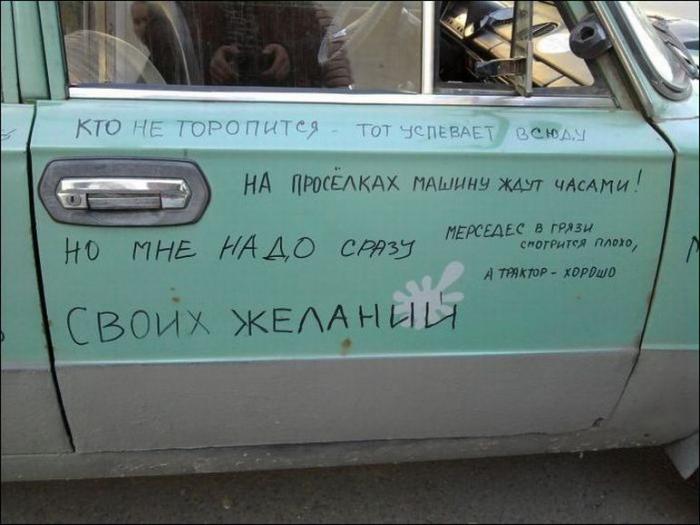 КТО НЕ ТОРОПИТСЯ - ТОТ УСПЕВАЕТ ВСЮДУ
НА ПРОСЁЛКАХ МАШИНУ ЖДУТ ЧАСАМИ!
НО МНЕ НАДО СРАЗУ
МЕРСЕДЕС В ГРЯЗИ
СМОТРИТСЯ ПЛОХО,
А ТРАКТОР - ХОРОШО
СВОИХ ЖЕЛАНИЙ